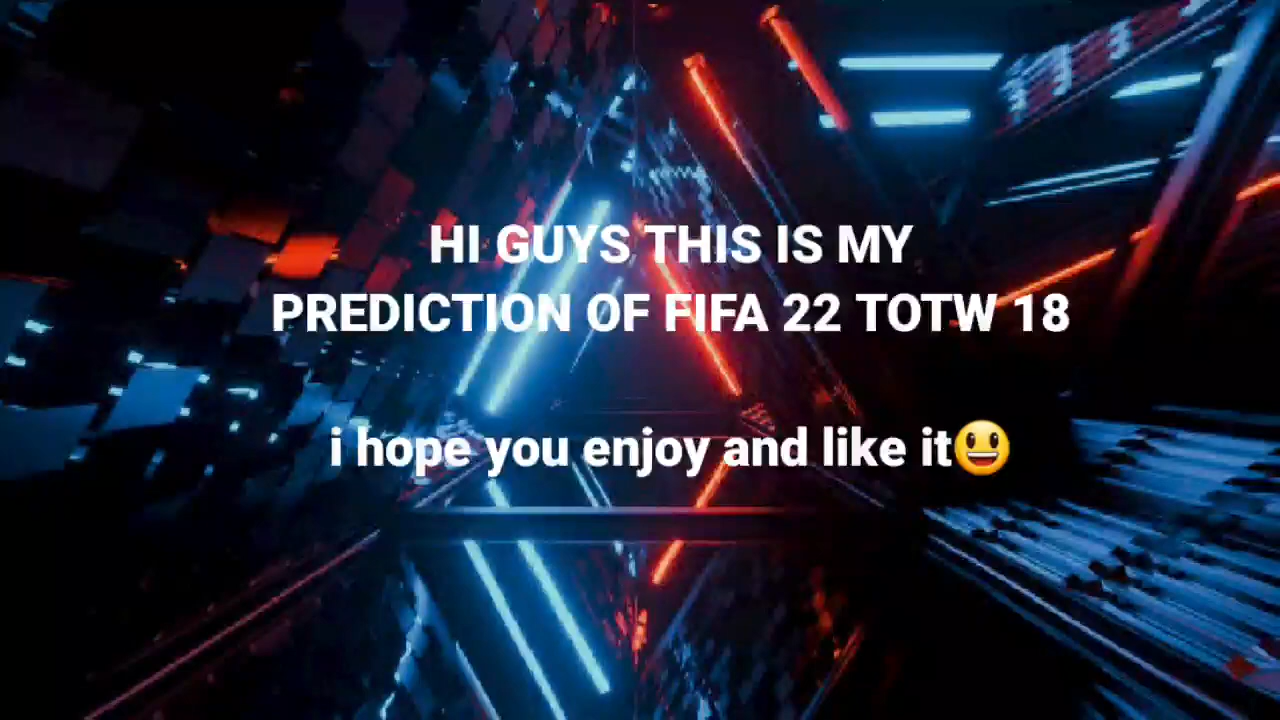 HI GUYS THIS IS MY
PREDICTION OF FIFA 22 TOTW 18
i hope you enjoy and like it😃